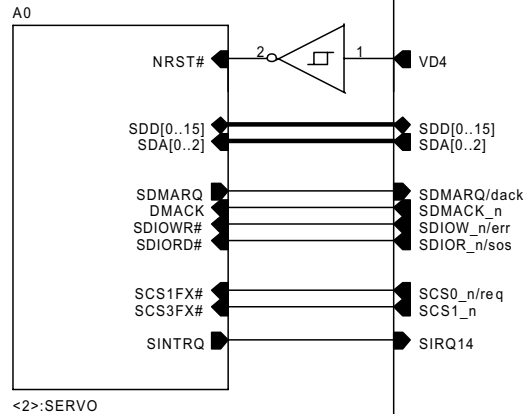 A0
NRST# 2 1 VD4
SDD[0..15] SDD[0..15]
SDA[0..2] SDA[0..2]
SDMARQ SDMARQ/dack
DMACK SDMACK_n
SDIOWR# SDIOW_n/err
SDIORD# SDIOR_n/sos
SCS1FX# SCS0_n/req
SCS3FX# SCS1_n
SINTRQ SIRQ14
<2>:SERVO